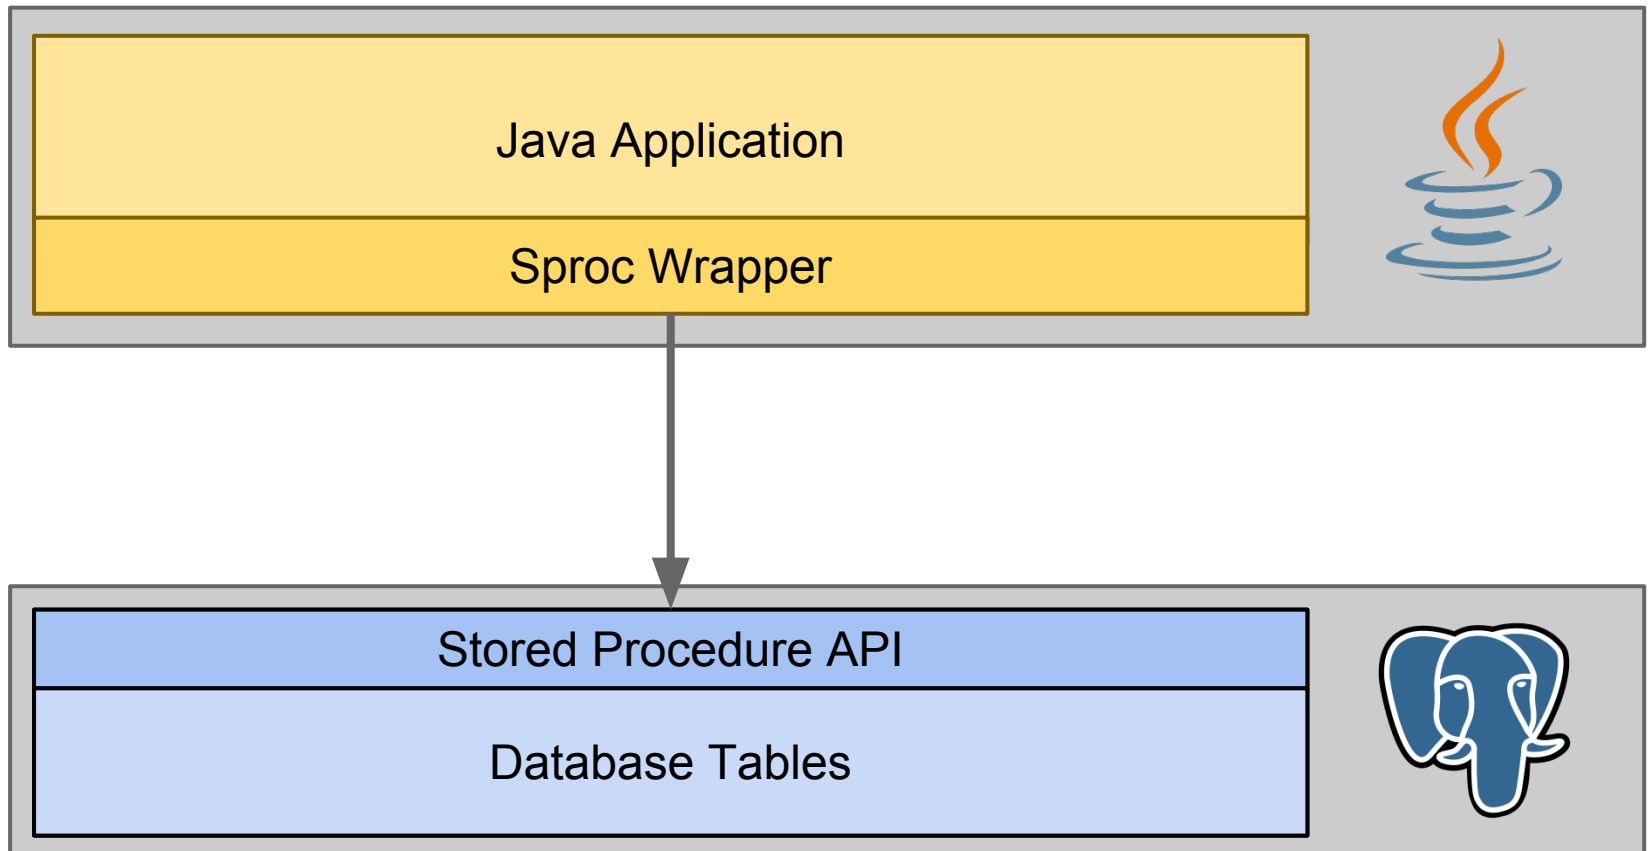 Java Application
Sproc Wrapper
Stored Procedure API
Database Tables